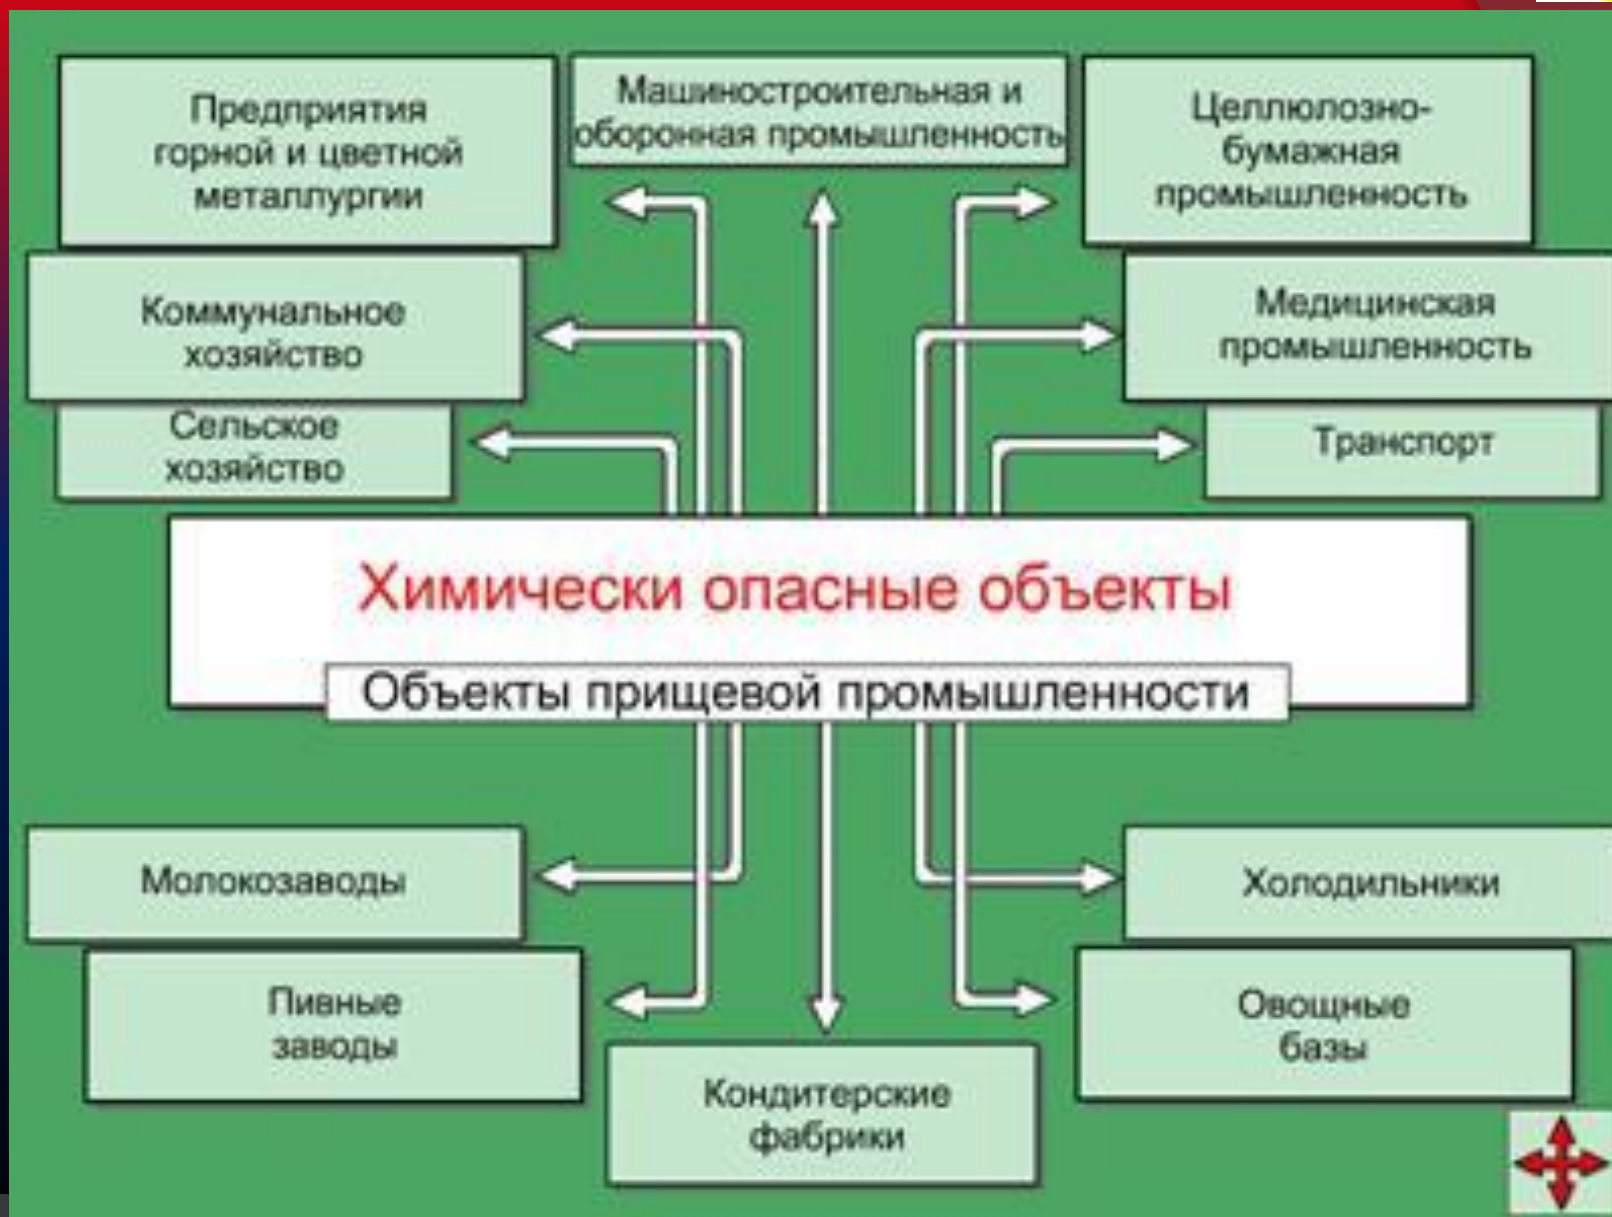 Предприятия
горной и цветной
металлургии
Машиностроительная и
оборонная промышленность
Целлюлозно-
бумажная
промышленность
Коммунальное
хозяйство
Медицинская
промышленность
Сельское
хозяйство
Транспорт
Химически опасные объекты
Объекты прищевой промышленности
Молокозаводы
Холодильники
Пивные
заводы
Овощные
базы
Кондитерские
фабрики